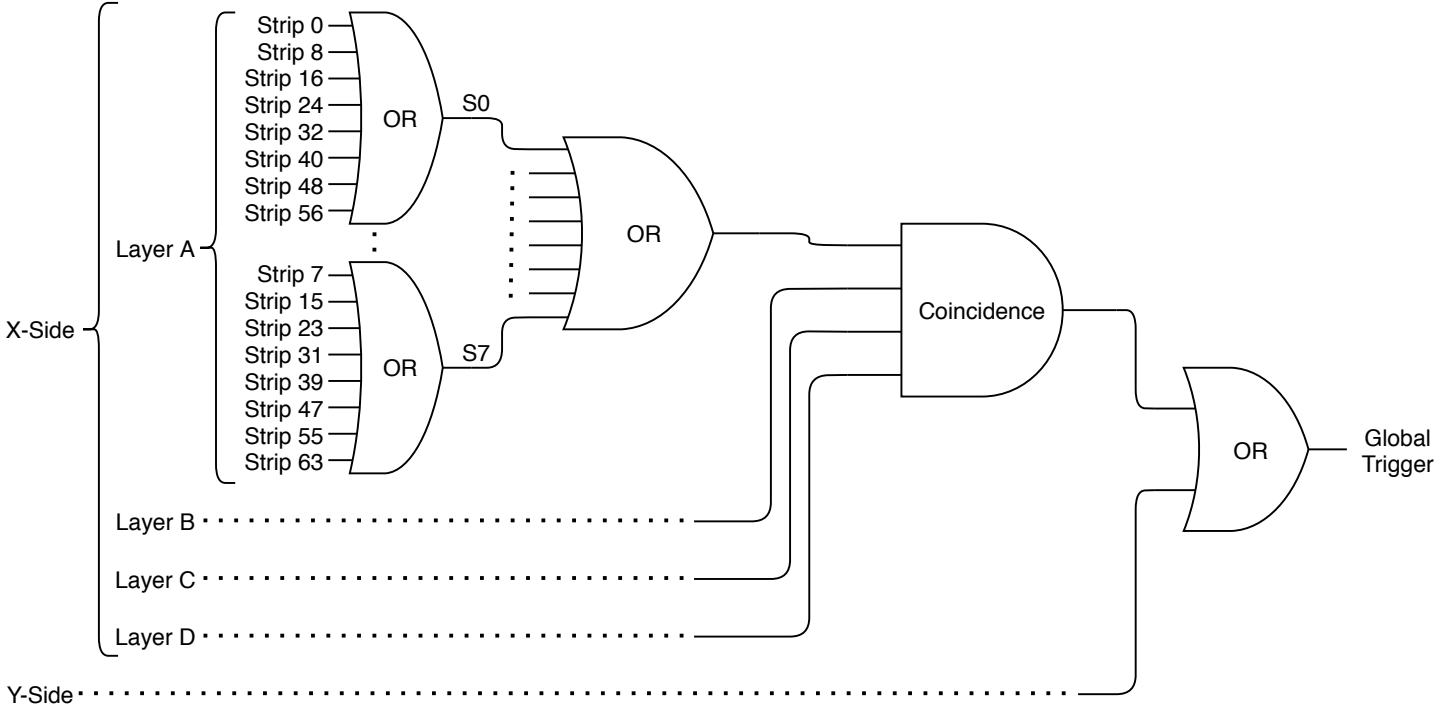 Strip 0
Strip 8
Strip 16
Strip 24
Strip 32
Strip 40
Strip 48
Strip 56
OR
S0
OR
Layer A
Strip 7
Strip 15
Strip 23
Strip 31
Strip 39
Strip 47
Strip 55
Strip 63
OR
S7
X-Side
Coincidence
Layer B
Layer C
Layer D
Y-Side
OR
Global
Trigger